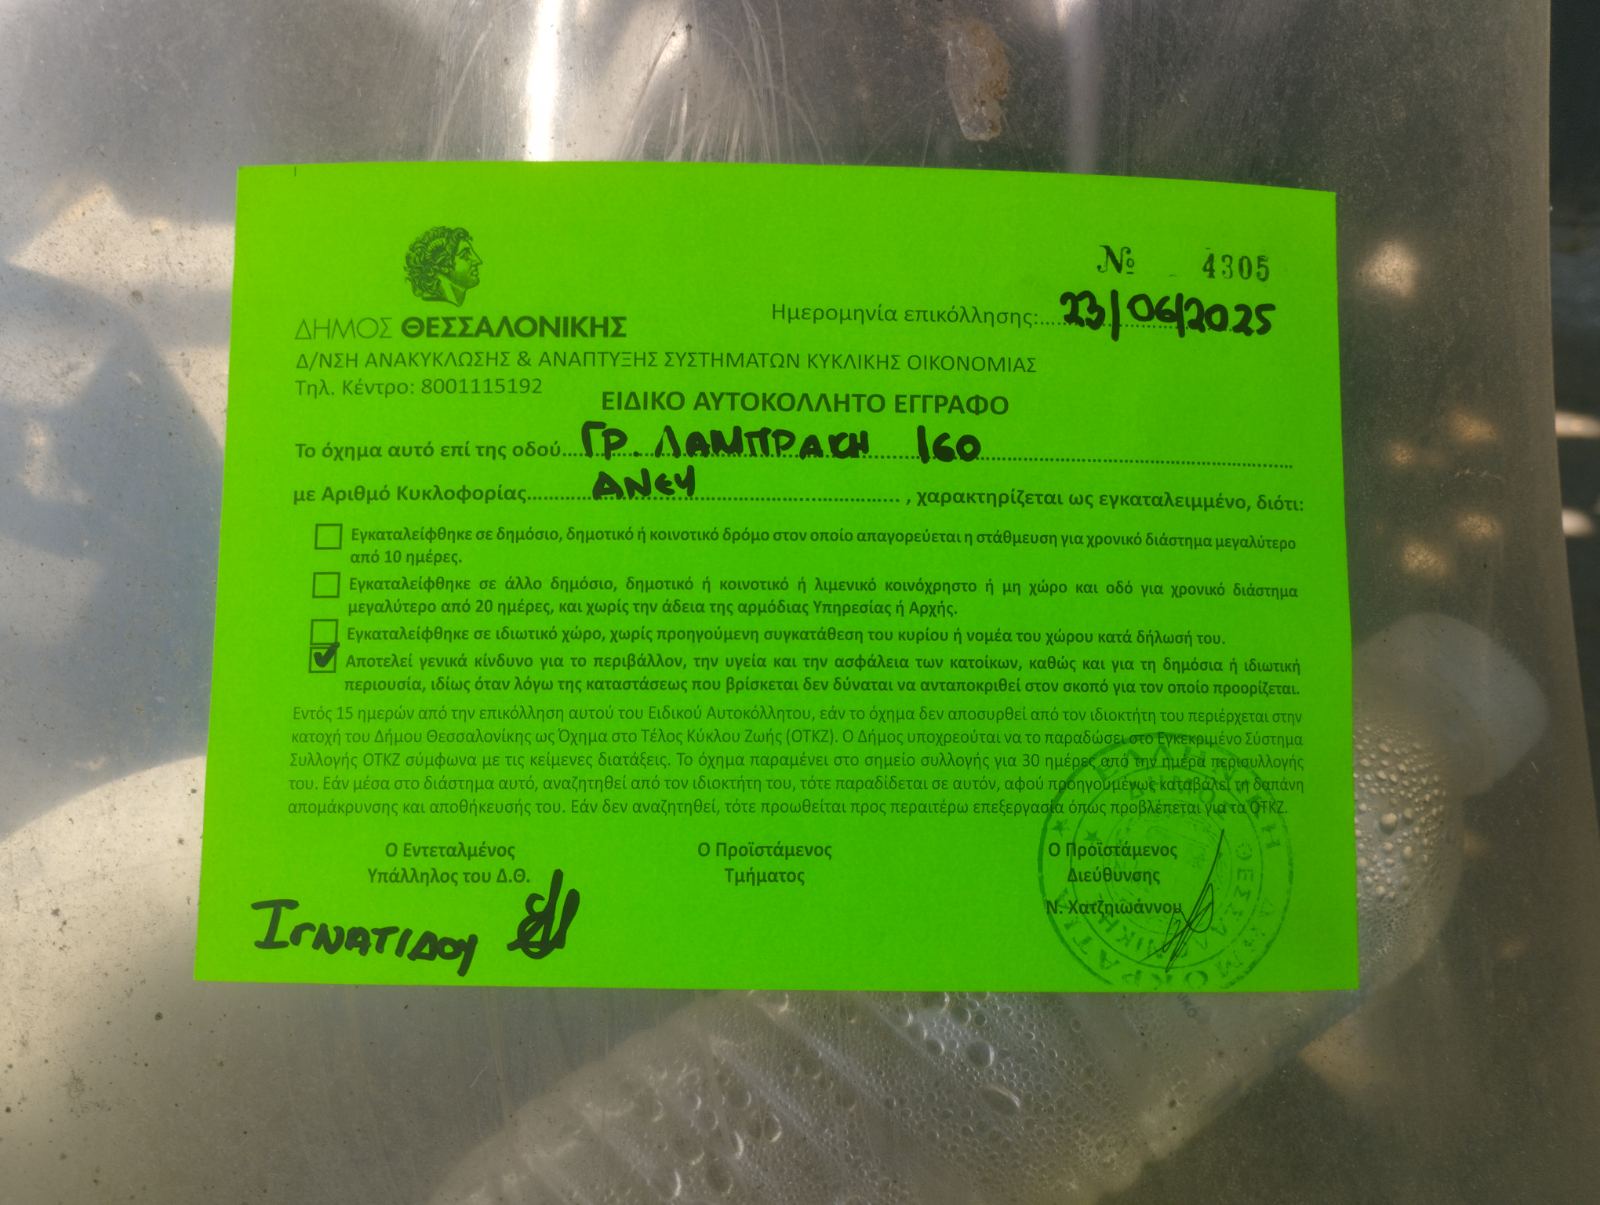 Nº 4305
ΔΗΜΟΣ ΘΕΣΣΑΛΟΝΙΚΗΣ
Ημερομηνία επικόλλησης:.....23/06/2025
Δ/ΝΣΗ ΑΝΑΚΥΚΛΩΣΗΣ & ΑΝΑΠΤΥΞΗΣ ΣΥΣΤΗΜΑΤΩΝ ΚΥΚΛΙΚΗΣ ΟΙΚΟΝΟΜΙΑΣ
Τηλ. Κέντρο: 8001115192
ΕΙΔΙΚΟ ΑΥΤΟΚΟΛΛΗΤΟ ΕΓΓΡΑΦΟ
Το όχημα αυτό επί της οδού...ΓΡ. ΛΑΜΠΡΑΚΗ 160
με Αριθμό Κυκλοφορίας..........ΑΝΕΥ.........., χαρακτηρίζεται ως εγκαταλειμμένο, διότι:
Εγκαταλείφθηκε σε δημόσιο, δημοτικό ή κοινοτικό δρόμο στον οποίο απαγορεύεται η στάθμευση για χρονικό διάστημα μεγαλύτερο
από 10 ημέρες.
Εγκαταλείφθηκε σε άλλο δημόσιο, δημοτικό ή κοινοτικό ή λιμενικό κοινόχρηστο ή μη χώρο και οδό για χρονικό διάστημα
μεγαλύτερο από 20 ημέρες, και χωρίς την άδεια της αρμόδιας Υπηρεσίας ή Αρχής.
Εγκαταλείφθηκε σε ιδιωτικό χώρο, χωρίς προηγούμενη συγκατάθεση του κυρίου ή νομέα του χώρου κατά δήλωσή του.
Αποτελεί γενικά κίνδυνο για το περιβάλλον, την υγεία και την ασφάλεια των κατοίκων, καθώς και για τη δημόσια ή ιδιωτική
περιουσία, ιδίως όταν λόγω της καταστάσεως που βρίσκεται δεν δύναται να ανταποκριθεί στον σκοπό για τον οποίο προορίζεται.
Εντός 15 ημερών από την επικόλληση αυτού του Ειδικού Αυτοκόλλητου, εάν το όχημα δεν αποσυρθεί από τον ιδιοκτήτη του περιέρχεται στην
κατοχή του Δήμου Θεσσαλονίκης ως Όχημα στο Τέλος Κύκλου Ζωής (ΟΤΚΖ). Ο Δήμος υποχρεούται να το παραδώσει στο Εγκεκριμένο Σύστημα
Συλλογής ΟΤΚΖ σύμφωνα με τις κείμενες διατάξεις. Το όχημα παραμένει στο σημείο συλλογής για 30 ημέρες από την ημέρα περισυλλογής
του. Εάν μέσα στο διάστημα αυτό, αναζητηθεί από τον ιδιοκτήτη του, τότε παραδίδεται σε αυτόν, αφού προηγουμένως καταβάλει τη δαπάνη
απομάκρυνσης και αποθήκευσής του. Εάν δεν αναζητηθεί, τότε προωθείται προς περαιτέρω επεξεργασία όπως προβλέπεται για τα ΟΤΚΖ.
Ο Εντεταλμένος
Υπάλληλος του Δ.Θ.
ΙΓΝΑΤΙΔΟΥ
Ο Προϊστάμενος
Τμήματος
Ο Προϊστάμενος
Διεύθυνσης
Ν. Χατζηιωάννου
ΕΛΛΗΝΙΚΗ ΔΗΜΟΚΡΑΤΙΑ
ΔΗΜΟΣ ΘΕΣΣΑΛΟΝΙΚΗΣ